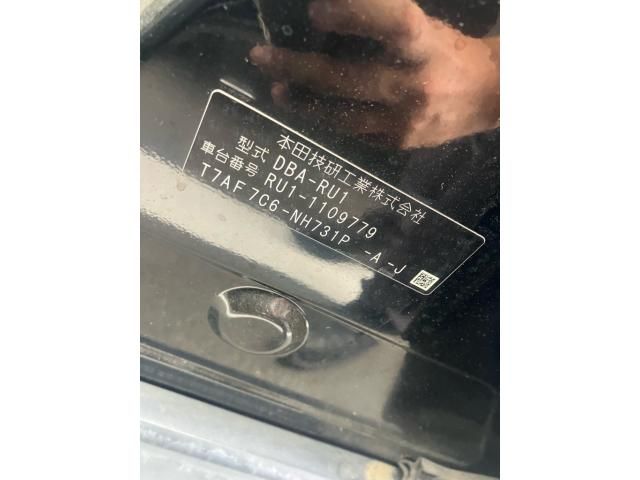 本田技研工業株式会社
型式 DBA-RU1
車台番号 RU1-1109779
T7AF 7C6-NH731P -A-J